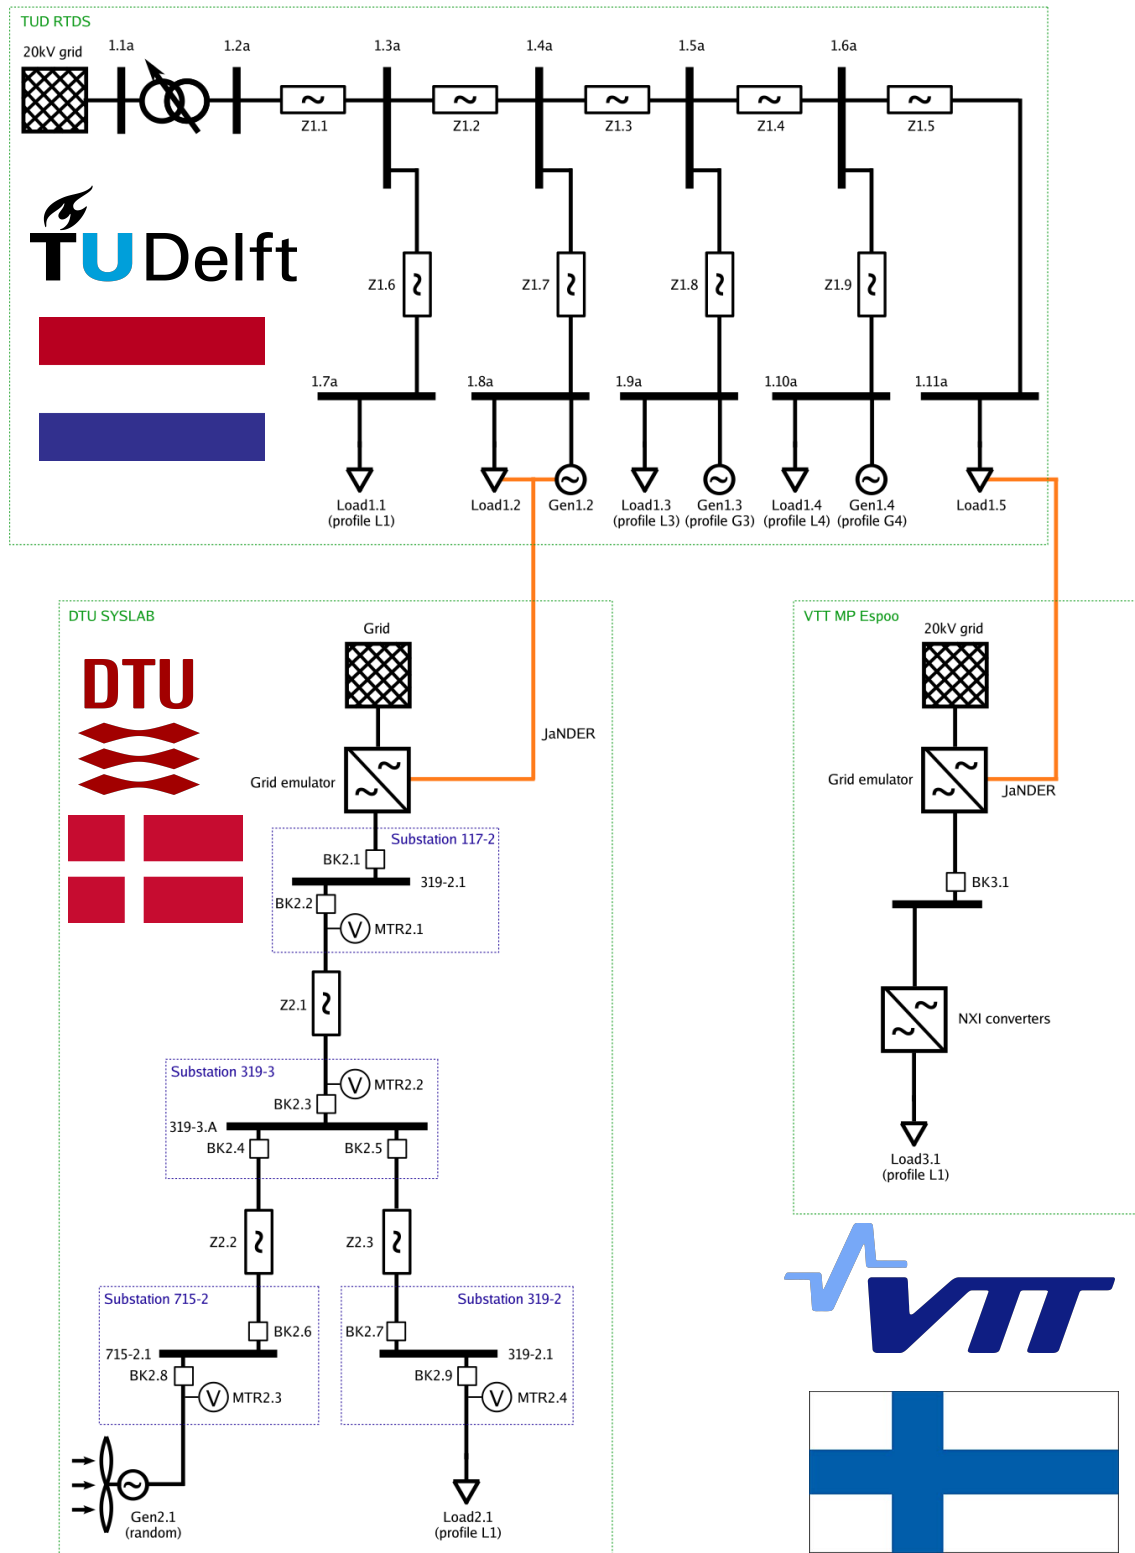 TUD RTDS
20kV grid
1.1a
1.2a
1.3a
1.4a
1.5a
1.6a
Z1.1
Z1.2
Z1.3
Z1.4
Z1.5
TU Delft
Z1.6
Z1.7
Z1.8
Z1.9
1.7a
1.8a
1.9a
1.10a
1.11a
Load1.1
(profile L1)
Load1.2
Gen1.2
Load1.3
(profile L3)
Gen1.3
(profile G3)
Load1.4
(profile L4)
Gen1.4
(profile G4)
Load1.5
DTU SYSLAB
Grid
DTU
JaNDER
Grid emulator
Substation 117-2
BK2.1
319-2.1
BK2.2
V
MTR2.1
Z2.1
Substation 319-3
V
MTR2.2
BK2.3
319-3.A
BK2.4
BK2.5
Z2.2
Z2.3
Substation 715-2
Substation 319-2
BK2.6
BK2.7
715-2.1
319-2.1
BK2.8
BK2.9
V
MTR2.3
V
MTR2.4
Gen2.1
(random)
Load2.1
(profile L1)
VTT MP Espoo
20kV grid
Grid emulator
JaNDER
BK3.1
NXI converters
Load3.1
(profile L1)
VTT